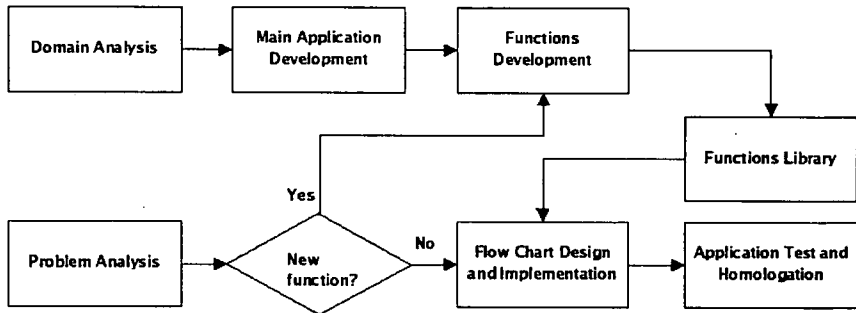 Domain Analysis
Main Application
Development
Functions
Development
Functions Library
Yes
No
Problem Analysis
New
function?
Flow Chart Design
and Implementation
Application Test and
Homologation